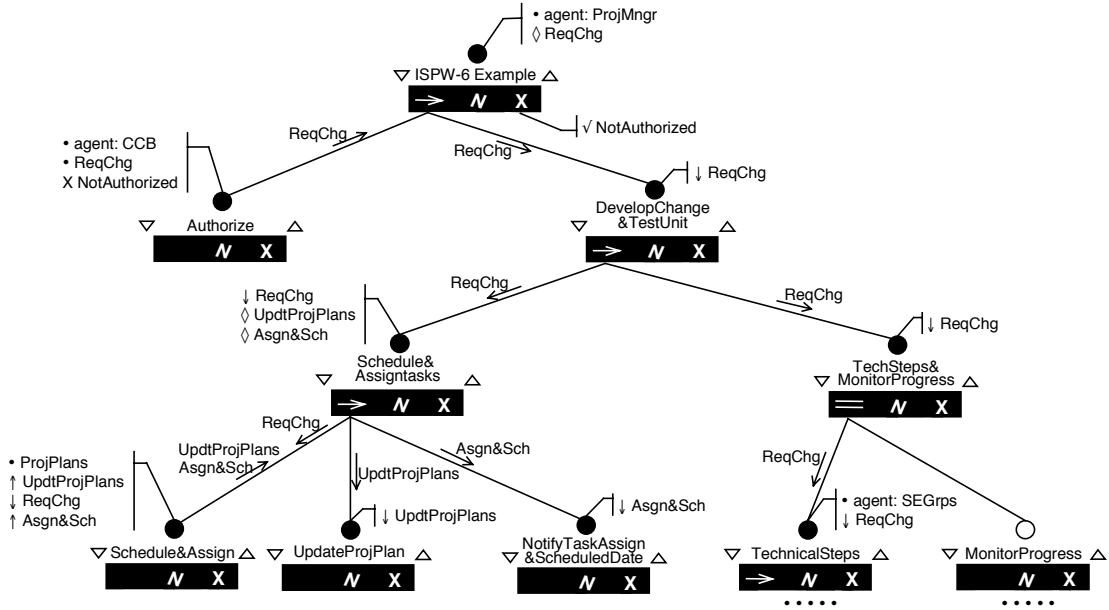 • agent: ProjMngr
◊ ReqChg
▽ ISPW-6 Example △
→ N X
√ NotAuthorized
ReqChg
ReqChg
• agent: CCB
• ReqChg
X NotAuthorized
↓ ReqChg
Authorize
N X
DevelopChange
&TestUnit
→ N X
ReqChg
ReqChg
↓ ReqChg
◊ UpdtProjPlans
◊ Asgn&Sch
↓ ReqChg
Schedule&
Assigntasks
→ N X
TechSteps&
MonitorProgress
N X
ReqChg
UpdtProjPlans
Asgn&Sch
UpdtProjPlans
Asgn&Sch
ReqChg
• ProjPlans
↑ UpdtProjPlans
↓ ReqChg
↑ Asgn&Sch
↓ UpdtProjPlans
↓ Asgn&Sch
• agent: SEGrps
↓ ReqChg
Schedule&Assign
N X
UpdateProjPlan
N X
NotifyTaskAssign
&ScheduledDate
N X
TechnicalSteps
→ N X
• • • • •
MonitorProgress
N X
• • • • •